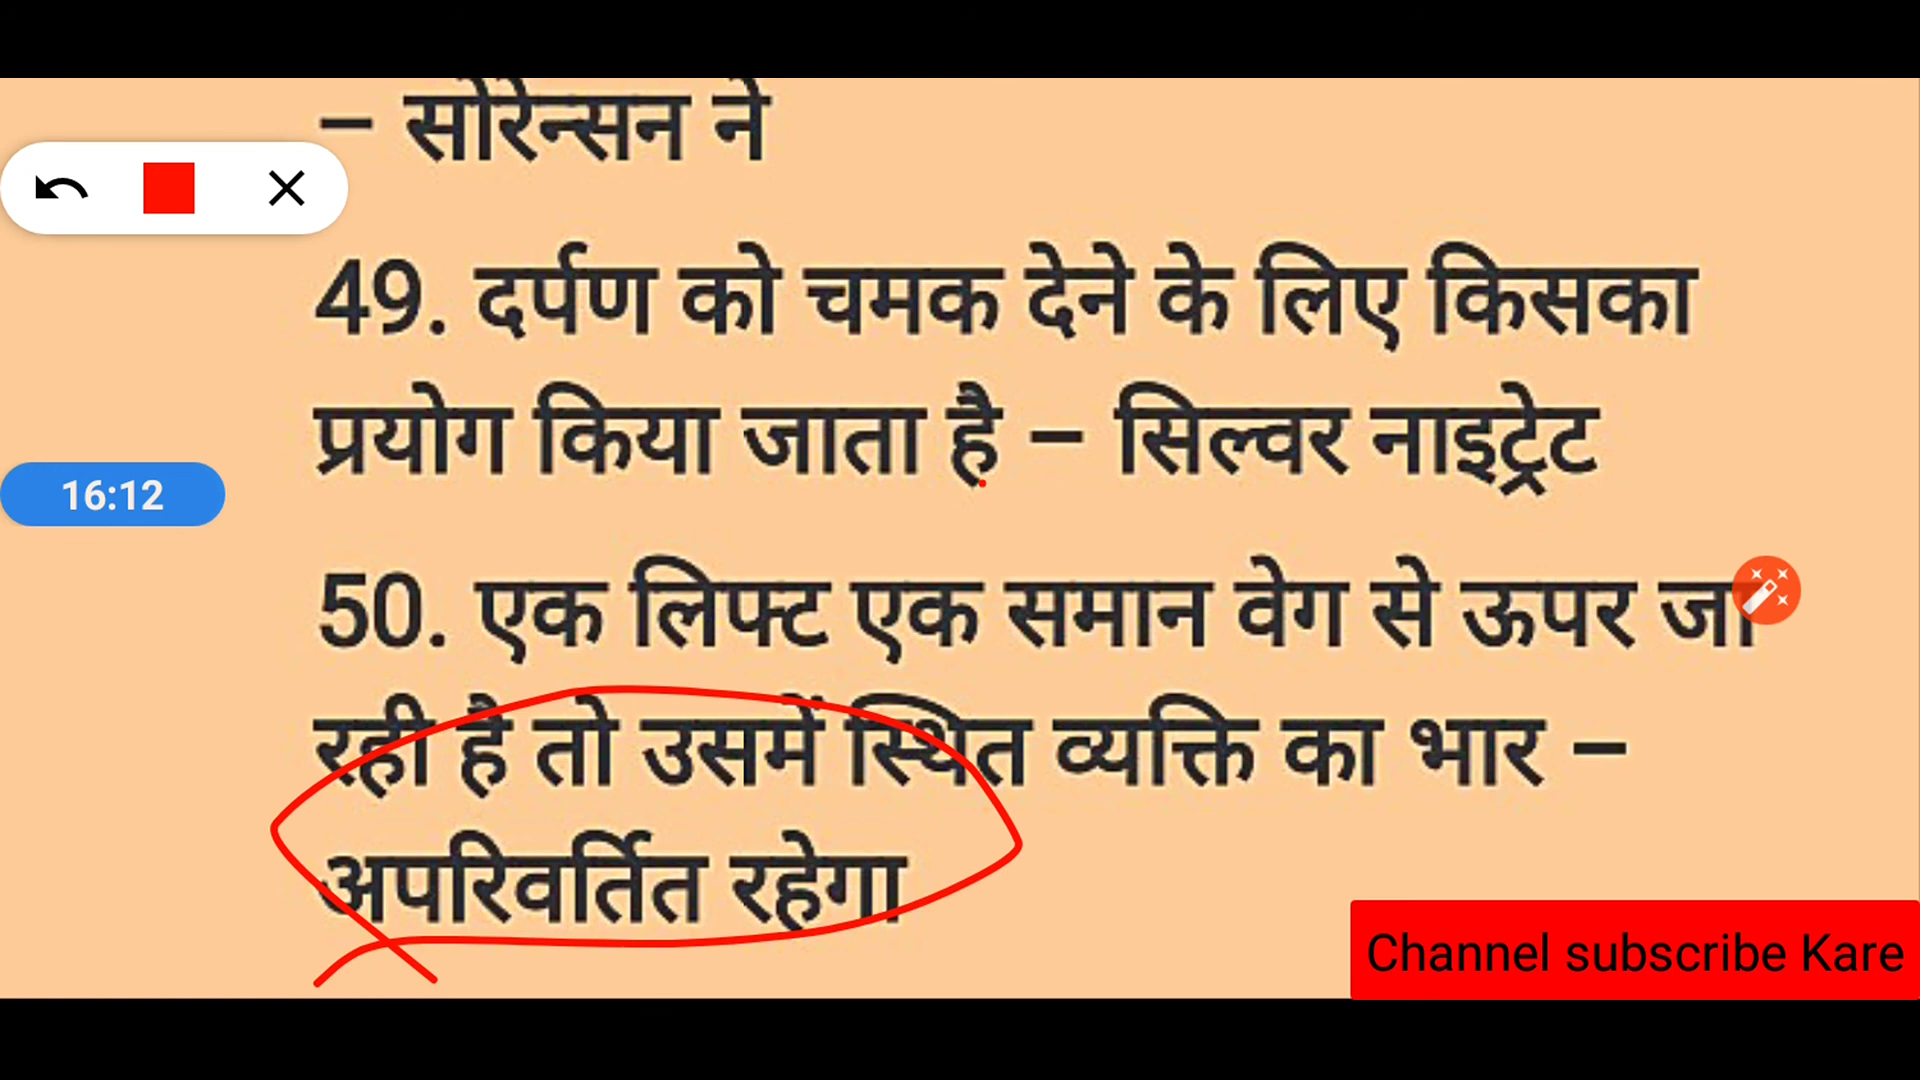 – सोरेन्सन ने
49. दर्पण को चमक देने के लिए किसका
प्रयोग किया जाता है – सिल्वर नाइट्रेट
16:12
50. एक लिफ्ट एक समान वेग से ऊपर जा
रही है तो उसमें स्थित व्यक्ति का भार –
अपरिवर्तित रहेगा
Channel subscribe Kare